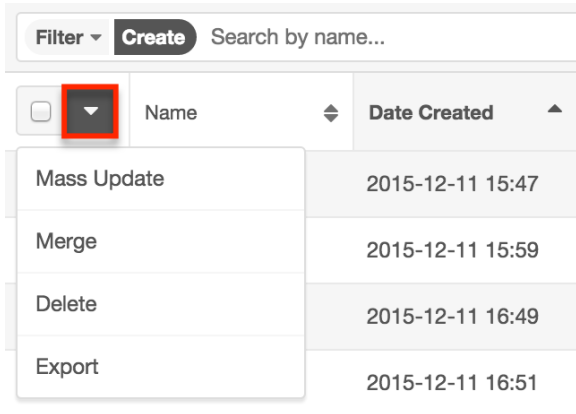 Filter Create Search by name...
Name Date Created
Mass Update 2015-12-11 15:47
Merge 2015-12-11 15:59
Delete 2015-12-11 16:49
Export 2015-12-11 16:51